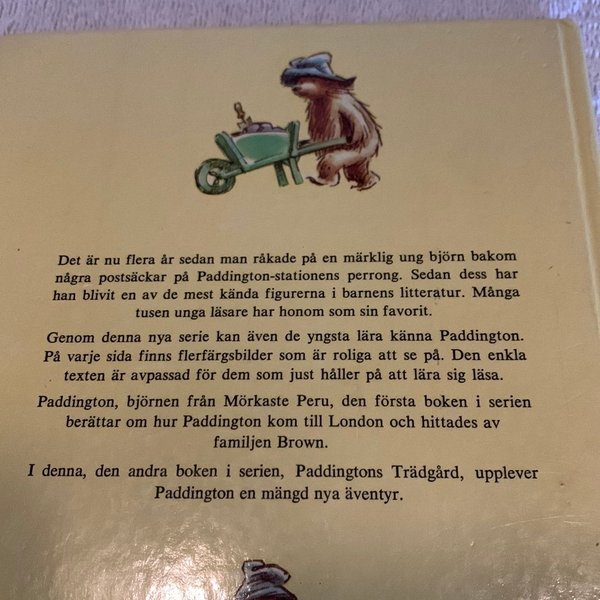 Det är nu flera år sedan man råkade på en märklig ung björn bakom
några postsäckar på Paddington-stationens perrong. Sedan dess har
han blivit en av de mest kända figurerna i barnens litteratur. Många
tusen unga läsare har honom som sin favorit.
Genom denna nya serie kan även de yngsta lära känna Paddington.
På varje sida finns flerfärgsbilder som är roliga att se på. Den enkla
texten är avpassad för dem som just håller på att lära sig läsa.
Paddington, björnen från Mörkaste Peru, den första boken i serien
berättar om hur Paddington kom till London och hittades av
familjen Brown.
I denna, den andra boken i serien, Paddingtons Trädgård, upplever
Paddington en mängd nya äventyr.